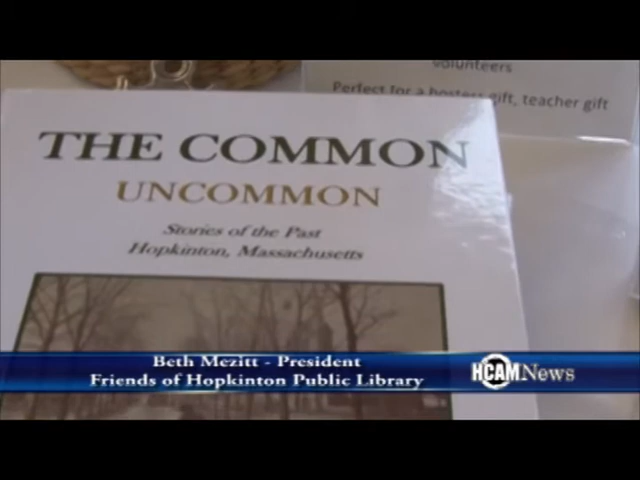 volunteers
Perfect for a hostess gift, teacher gift
THE COMMON
UNCOMMON
Stories of the Past
Hopkinton, Massachusetts
Beth Mezitt - President
Friends of Hopkinton Public Library
HCAM News